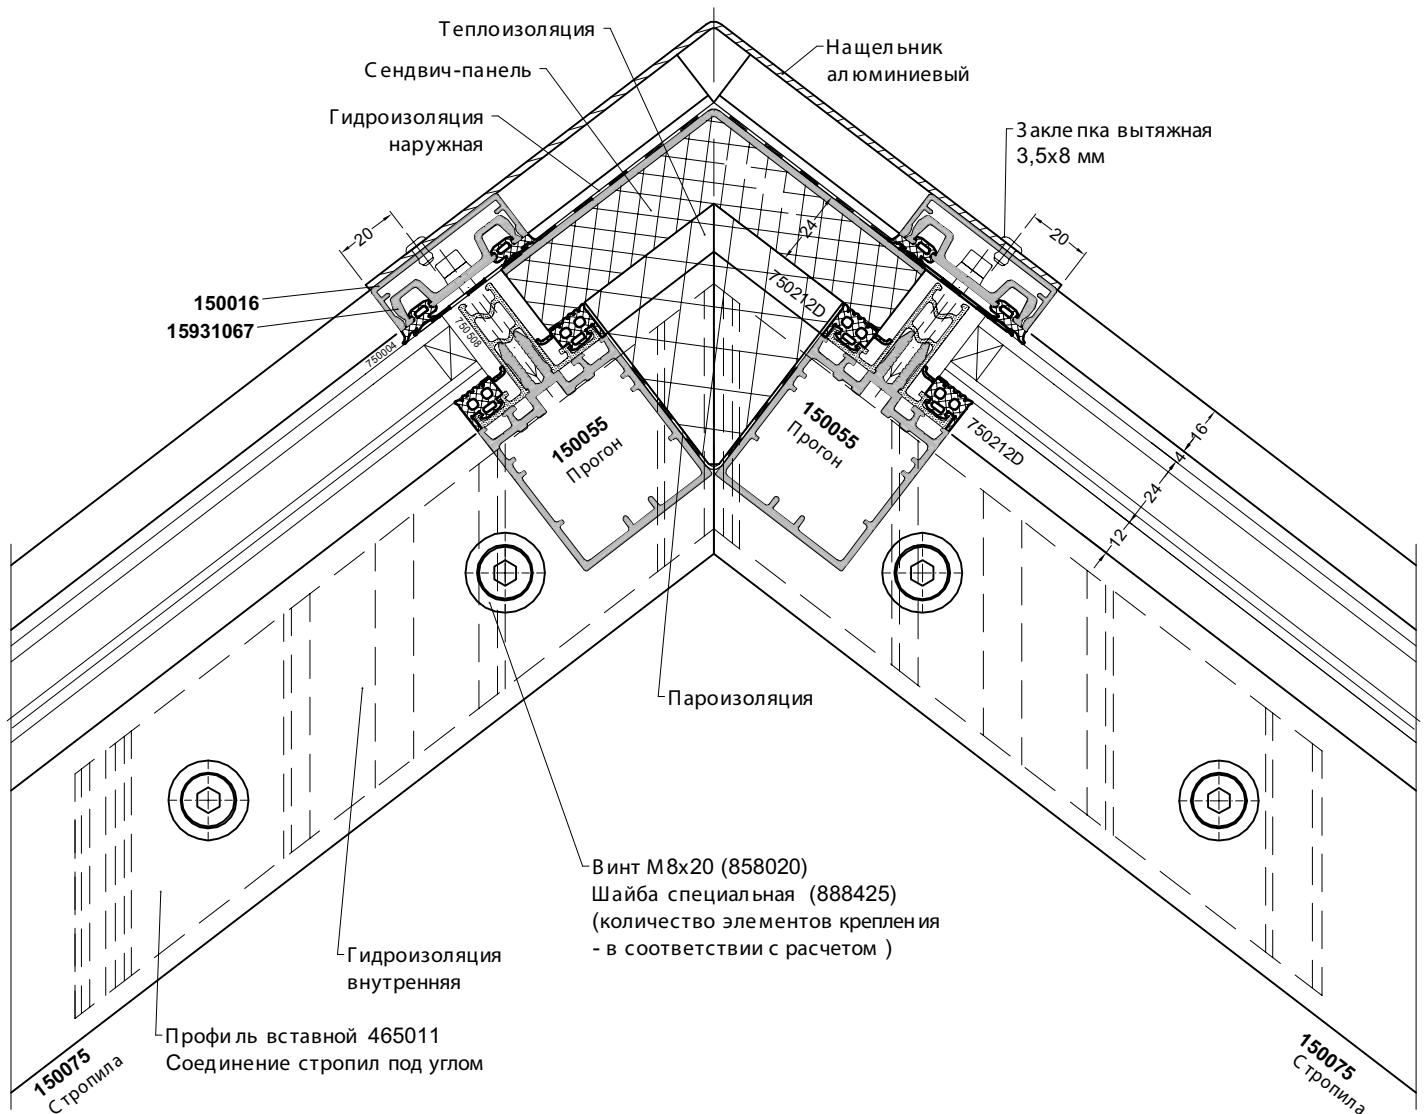 Теплоизоляция
Сендвич-панель
Гидроизоляция
наружная
Нащельник
алюминиевый
Заклепка вытяжная
3,5х8 мм
20
24
20
150016
15931067
750004
750508
750212D
150055
Прогон
150055
Прогон
750212D
16
4
24
12
Пароизоляция
Винт М8х20 (858020)
Шайба специальная (888425)
(количество элементов крепления
- в соответствии с расчетом )
Гидроизоляция
внутренняя
Профиль вставной 465011
Соединение стропил под углом
150075
Стропила
150075
Стропила